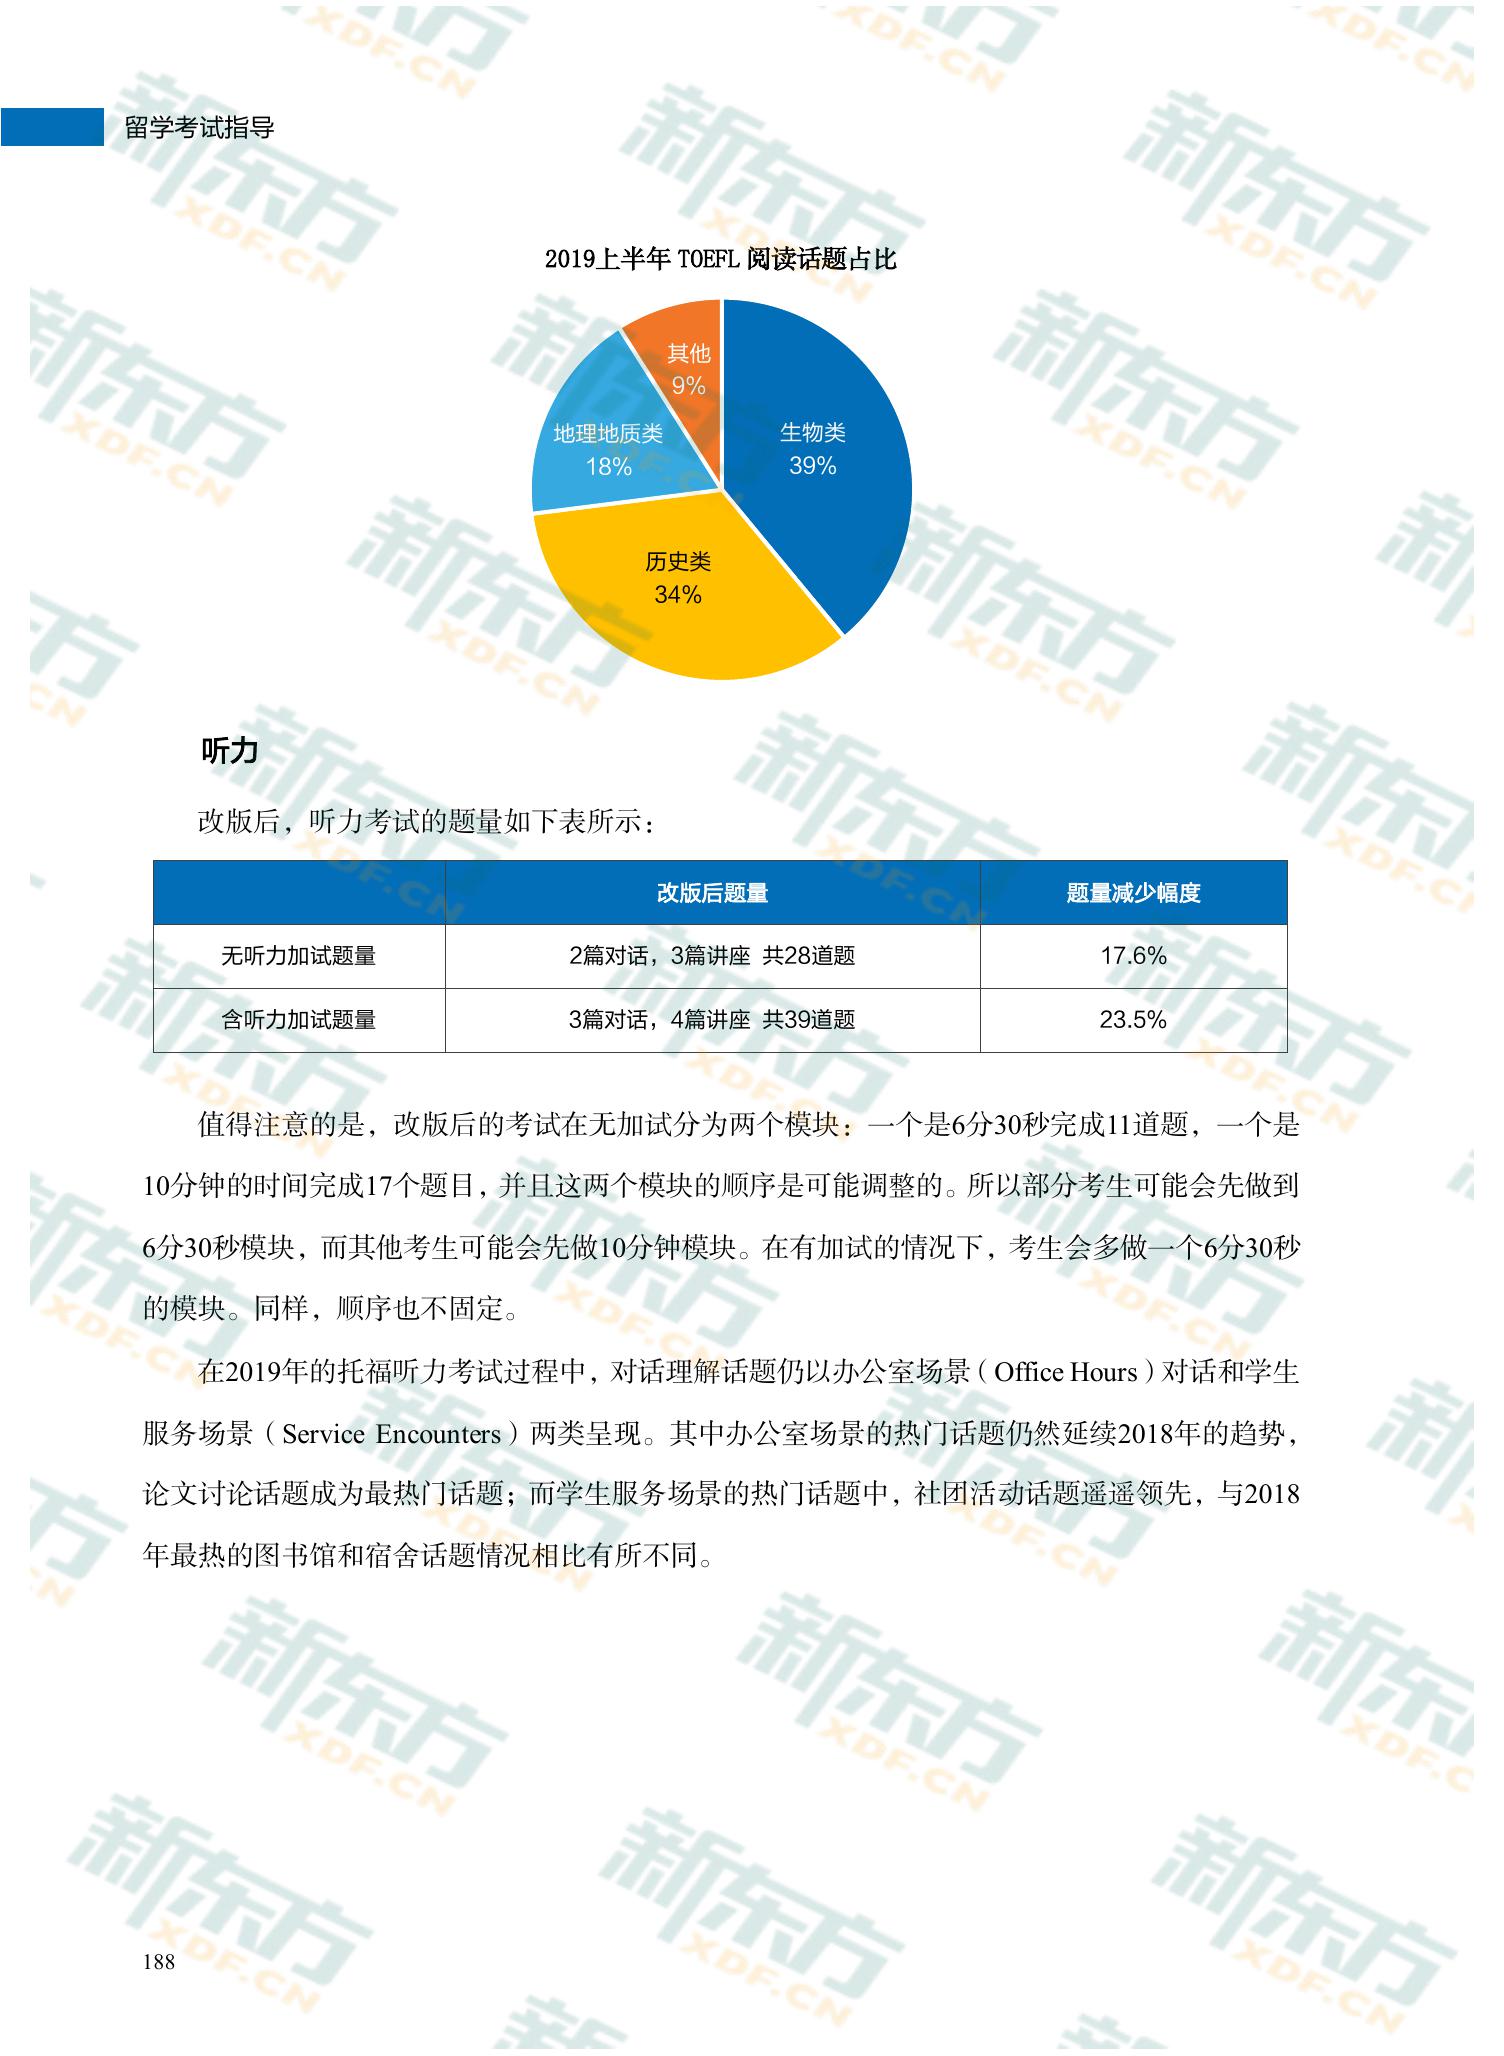 留学考试指导
2019上半年 TOEFL 阅读话题占比
其他
9%
生物类
39%
地理地质类
18%
历史类
34%
听力
改版后，听力考试的题量如下表所示：
改版后题量 题量减少幅度
无听力加试题量 2篇对话，3篇讲座 共28道题 17.6%
含听力加试题量 3篇对话，4篇讲座 共39道题 23.5%
值得注意的是，改版后的考试在无加试分为两个模块：一个是6分30秒完成11道题，一个是
10分钟的时间完成17个题目，并且这两个模块的顺序是可能调整的。所以部分考生可能会先做到
6分30秒模块，而其他考生可能会先做10分钟模块。在有加试的情况下，考生会多做一个6分30秒
的模块。同样，顺序也不固定。
在2019年的托福听力考试过程中，对话理解话题仍以办公室场景（Office Hours）对话和学生
服务场景（Service Encounters）两类呈现。其中办公室场景的热门话题仍然延续2018年的趋势，
论文讨论话题成为最热门话题；而学生服务场景的热门话题中，社团活动话题遥遥领先，与2018
年最热的图书馆和宿舍话题情况相比有所不同。
188
新东方
XDF.CN